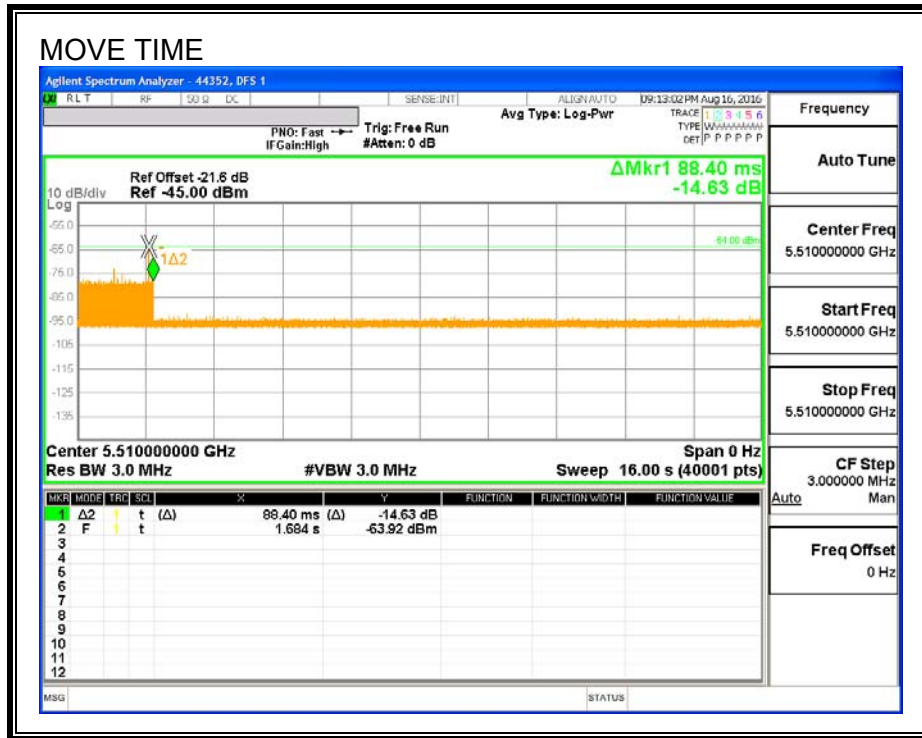 MOVE TIME
Agilent Spectrum Analyzer - 44352, DFS 1
RLT RF 50 Ω DC SENSE:INT ALIGN AUTO 09:13:02 PM Aug 16, 2016
Avg Type: Log-Pwr TRACE 1 2 3 4 5 6
PNO: Fast Trig: Free Run TYPE
IFGain:High #Atten: 0 dB DET P P P P P P
ΔMkr1 88.40 ms
-14.63 dB
Ref Offset -21.6 dB
10 dB/div Ref -45.00 dBm
Log
-55.0
-65.0
-75.0
-85.0
-95.0
-105
-115
-125
-135
1Δ2
-64.00 dBm
Center 5.510000000 GHz Span 0 Hz
Res BW 3.0 MHz #VBW 3.0 MHz Sweep 16.00 s (40001 pts)
MKR MODE TRC SCL X Y FUNCTION FUNCTION WIDTH FUNCTION VALUE
1 Δ2 1 t (Δ) 88.40 ms (Δ) -14.63 dB
2 F 1 t 1.684 s -63.92 dBm
3
4
5
6
7
8
9
10
11
12
MSG STATUS
Frequency
Auto Tune
Center Freq
5.510000000 GHz
Start Freq
5.510000000 GHz
Stop Freq
5.510000000 GHz
CF Step
3.000000 MHz
Auto Man
Freq Offset
0 Hz